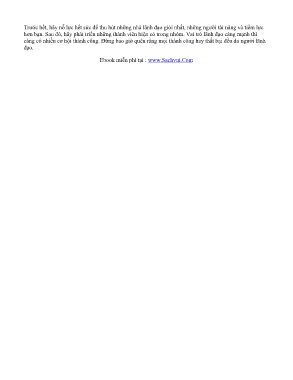 Trước hết, hãy nỗ lực hết sức để thu hút những nhà lãnh đạo giỏi nhất, những người tài năng và tiềm lực
hơn bạn. Sau đó, hãy phát triển những thành viên hiện có trong nhóm. Vai trò lãnh đạo càng mạnh thì
càng có nhiều cơ hội thành công. Đừng bao giờ quên rằng mọi thành công hay thất bại đều do người lãnh
đạo.
Ebook miễn phí tại : www.Sachvui.Com